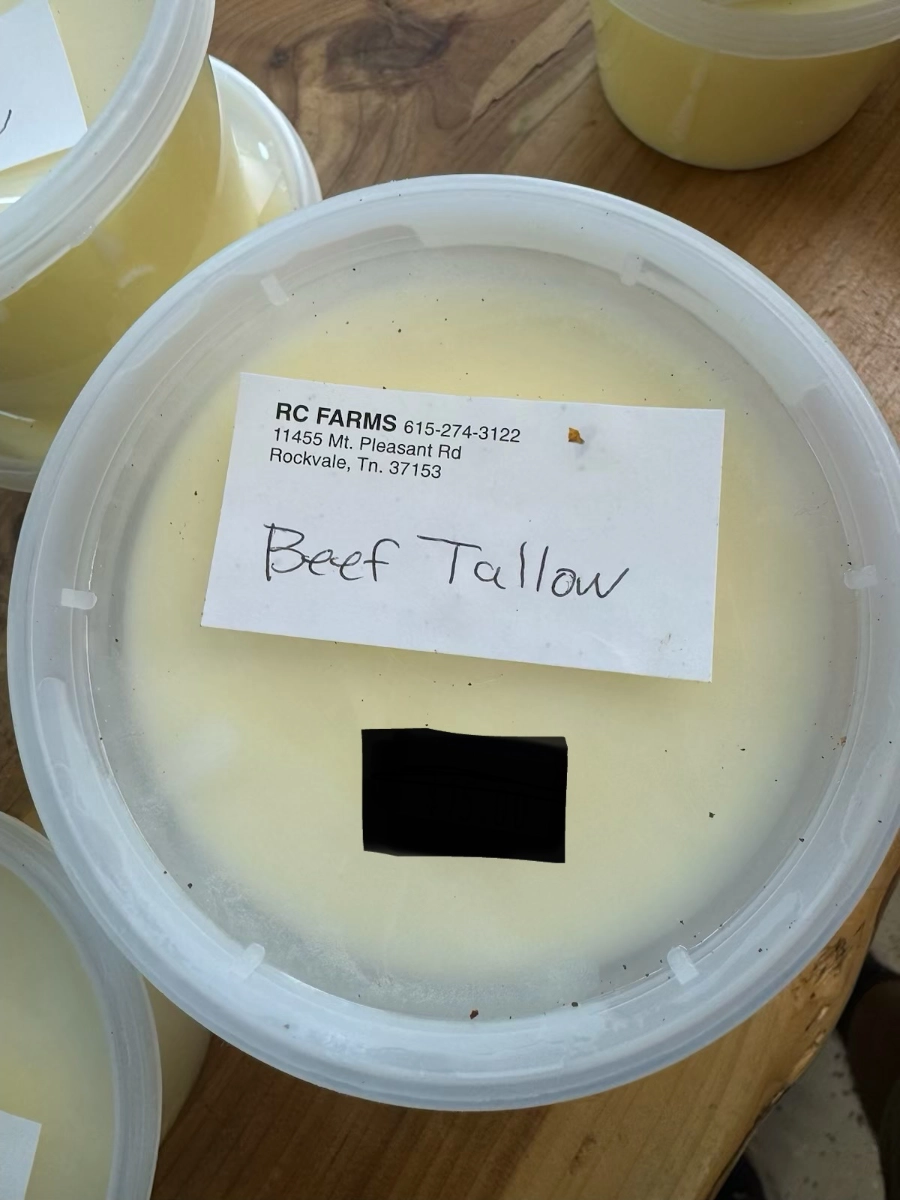 RC FARMS 615-274-3122
11455 Mt. Pleasant Rd
Rockvale, Tn. 37153
Beef Tallow